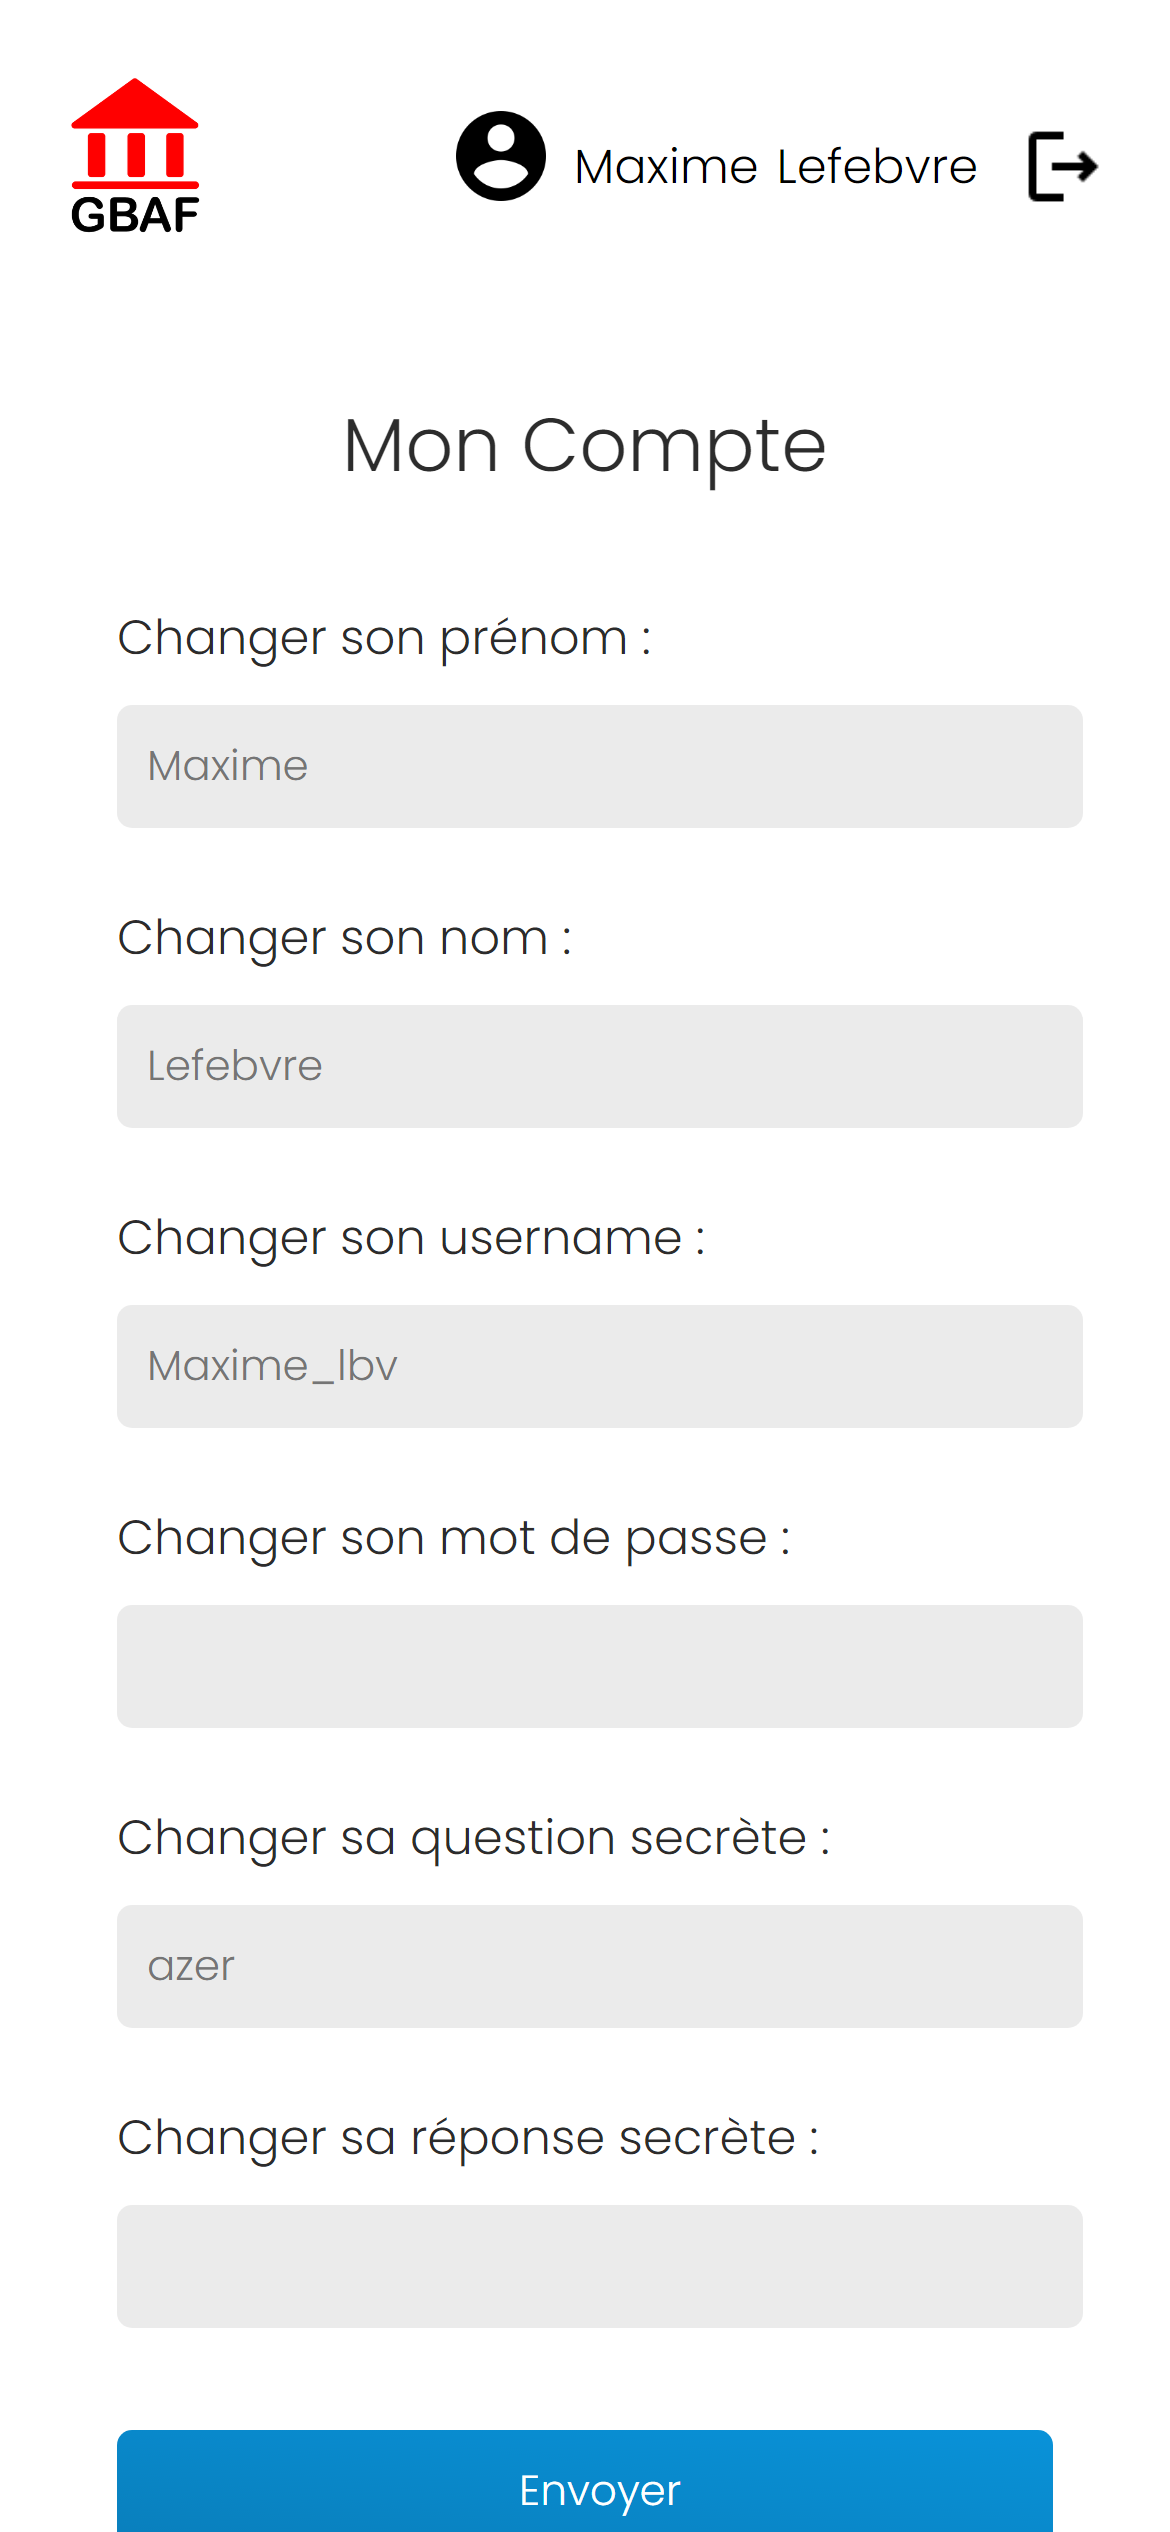 GBAF
Maxime Lefebvre
Mon Compte
Changer son prénom :
Maxime
Changer son nom :
Lefebvre
Changer son username :
Maxime_lbv
Changer son mot de passe :
Changer sa question secrète :
azer
Changer sa réponse secrète :
Envoyer